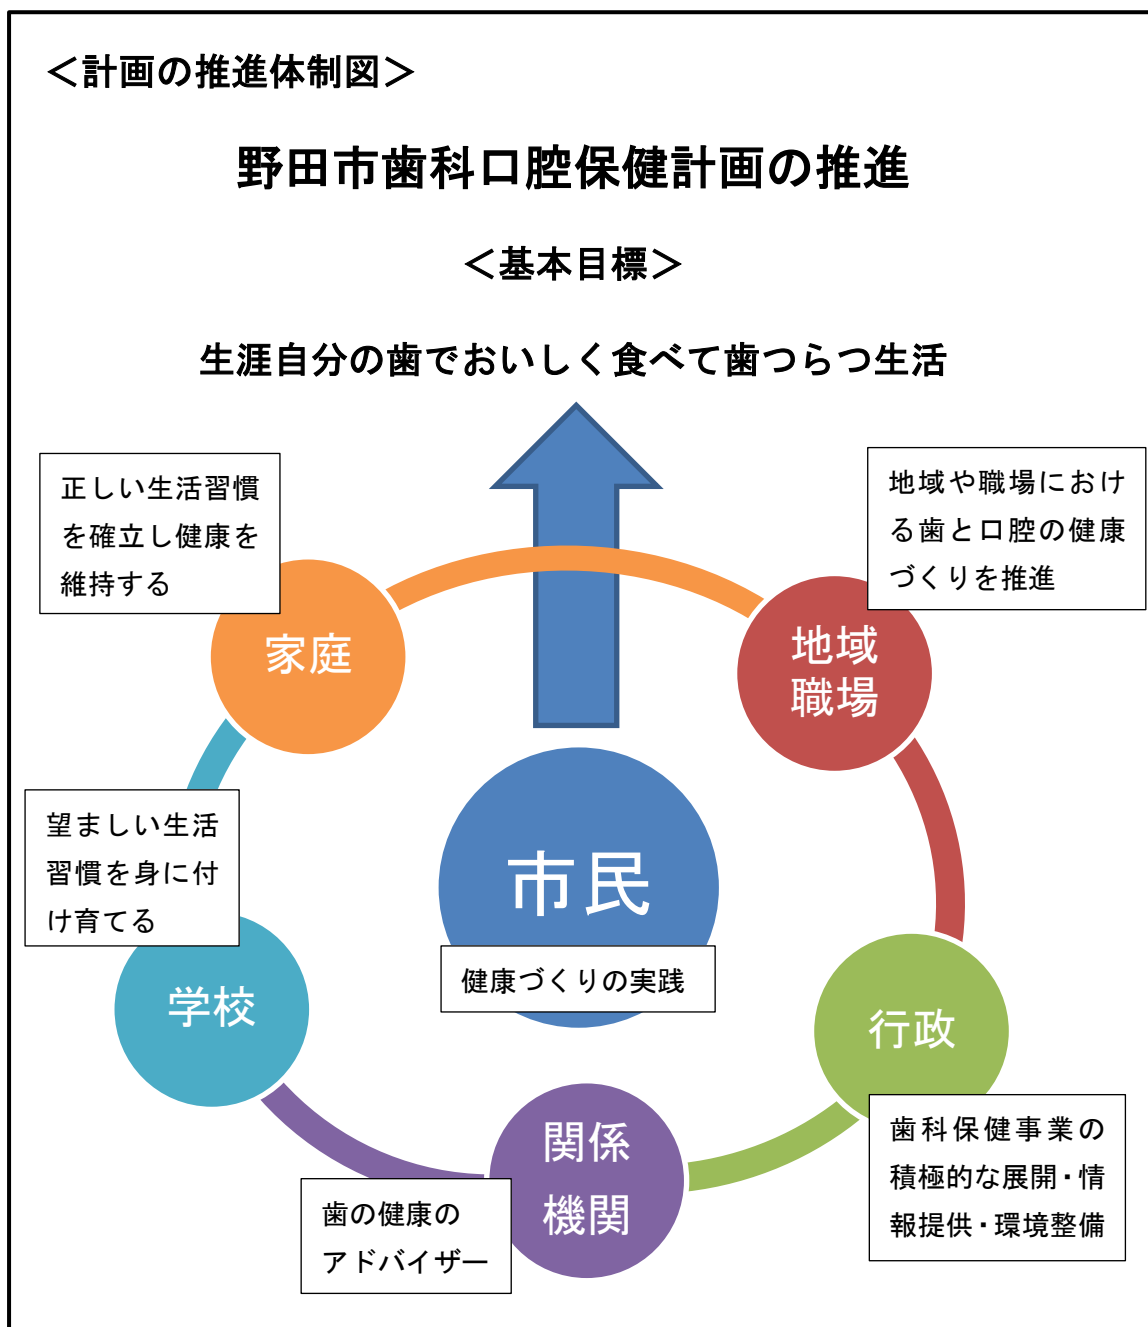 ＜計画の推進体制図＞
野田市歯科口腔保健計画の推進
＜基本目標＞
生涯自分の歯でおいしく食べて歯つらつ生活
正しい生活習慣
を確立し健康を
維持する
家庭
地域や職場におけ
る歯と口腔の健康
づくりを推進
地域
職場
望ましい生活
習慣を身に付
け育てる
学校
市民
健康づくりの実践
行政
歯科保健事業の
積極的な展開・情
報提供・環境整備
関係
機関
歯の健康の
アドバイザー